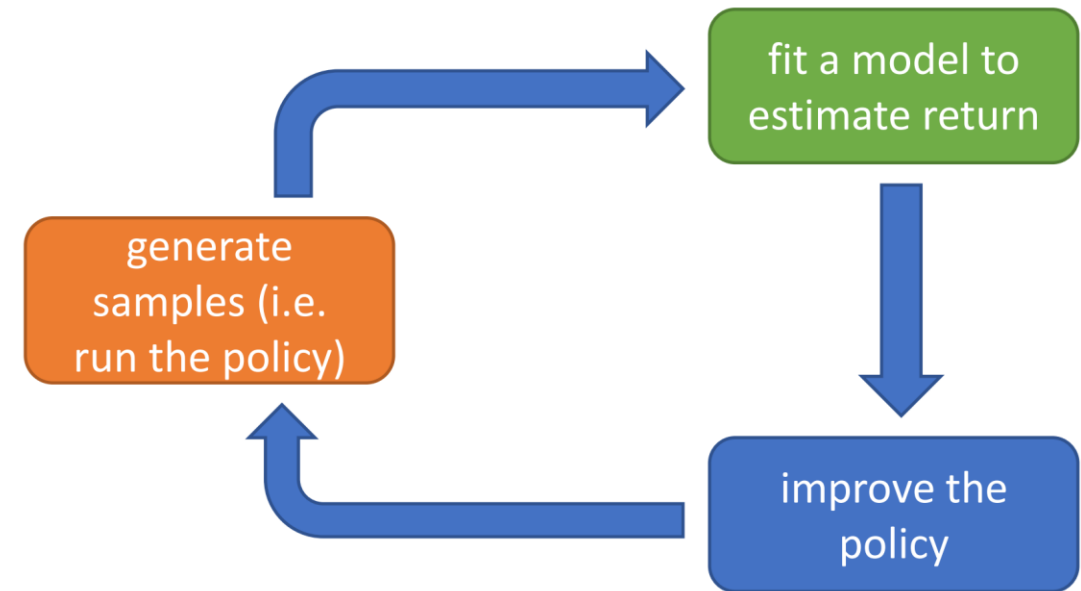 fit a model to
estimate return
generate
samples (i.e.
run the policy)
improve the
policy